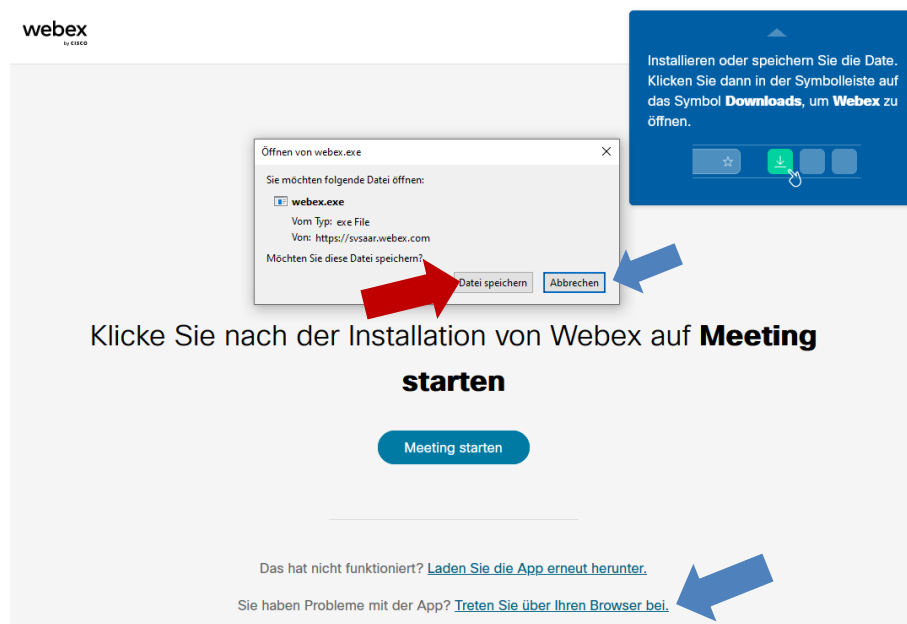 webex
by CISCO
Installieren oder speichern Sie die Date.
Klicken Sie dann in der Symbolleiste auf
das Symbol Downloads, um Webex zu
öffnen.
Öffnen von webex.exe
Sie möchten folgende Datei öffnen:
webex.exe
Vom Typ: exe File
Von: https://svsaar.webex.com
Möchten Sie diese Datei speichern?
Datei speichern Abbrechen
Klicke Sie nach der Installation von Webex auf Meeting
starten
Meeting starten
Das hat nicht funktioniert? Laden Sie die App erneut herunter.
Sie haben Probleme mit der App? Treten Sie über Ihren Browser bei.